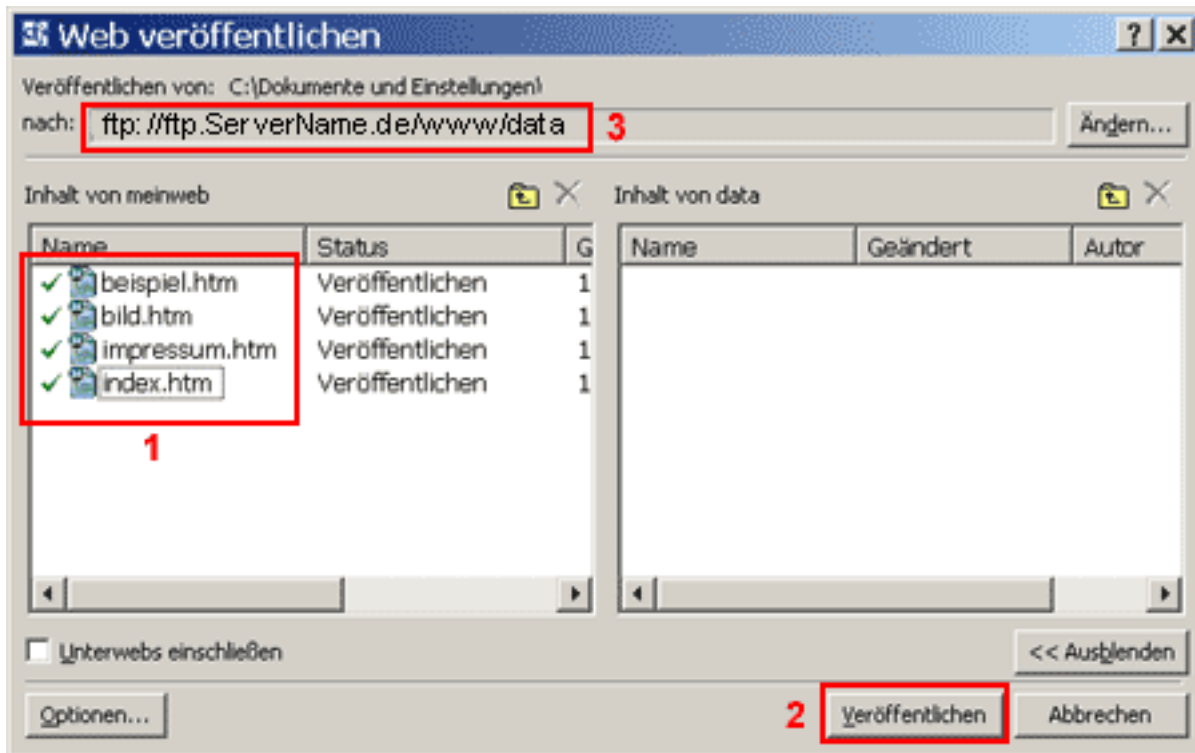 Web veröffentlichen
Veröffentlichen von: C:\Dokumente und Einstellungen\
nach: ftp://ftp.ServerName.de/www/data 3 Ändern...
Inhalt von meinweb Inhalt von data
Name Status G Name Geändert Autor
beispiel.htm Veröffentlichen 1
bild.htm Veröffentlichen 1
impressum.htm Veröffentlichen 1
index.htm Veröffentlichen 1
1
Unterwebs einschließen << Ausblenden
Optionen... 2 Veröffentlichen Abbrechen